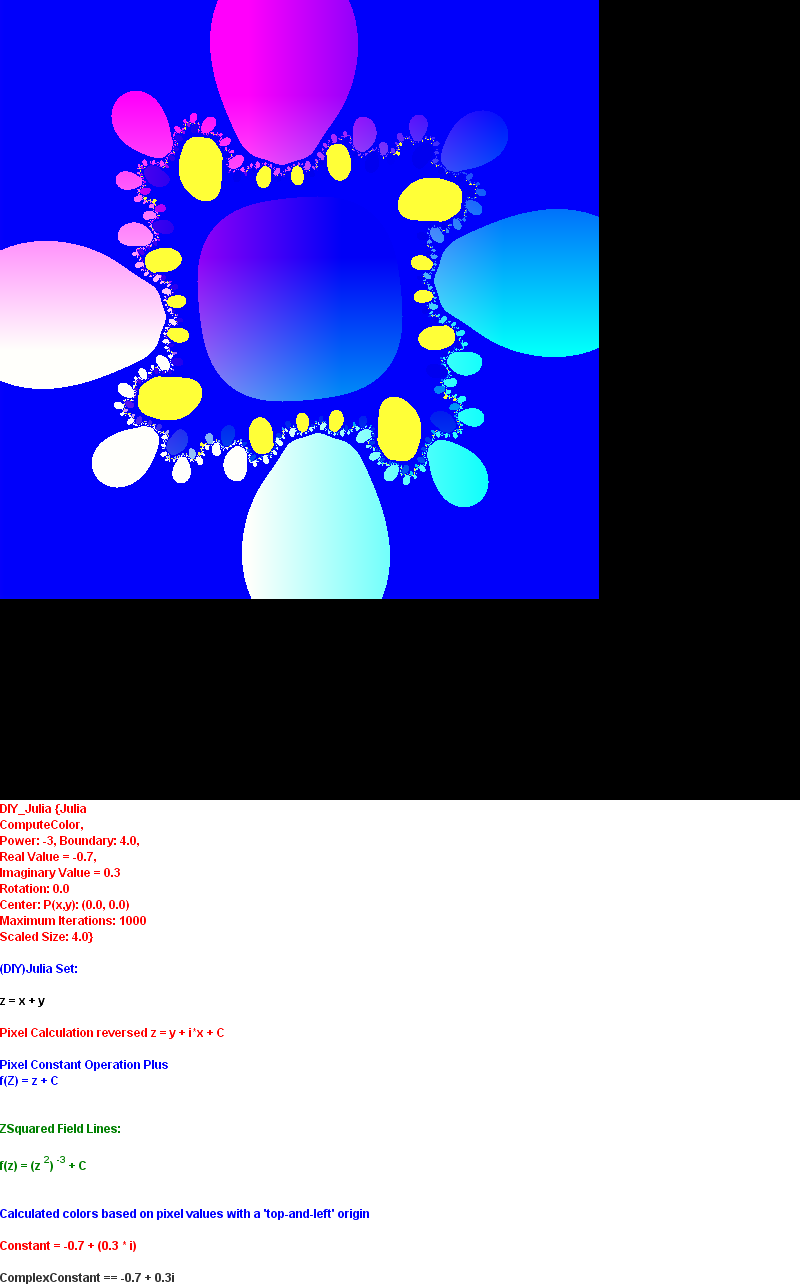 DIY_Julia {Julia
ComputeColor,
Power: -3, Boundary: 4.0,
Real Value = -0.7,
Imaginary Value = 0.3
Rotation: 0.0
Center: P(x,y): (0.0, 0.0)
Maximum Iterations: 1000
Scaled Size: 4.0}
(DIY)Julia Set:
z = x + y
Pixel Calculation reversed z = y + i*x + C
Pixel Constant Operation Plus
f(Z) = z + C
ZSquared Field Lines:
f(z) = (z ²) ⁻³ + C
Calculated colors based on pixel values with a 'top-and-left' origin
Constant = -0.7 + (0.3 * i)
ComplexConstant == -0.7 + 0.3i